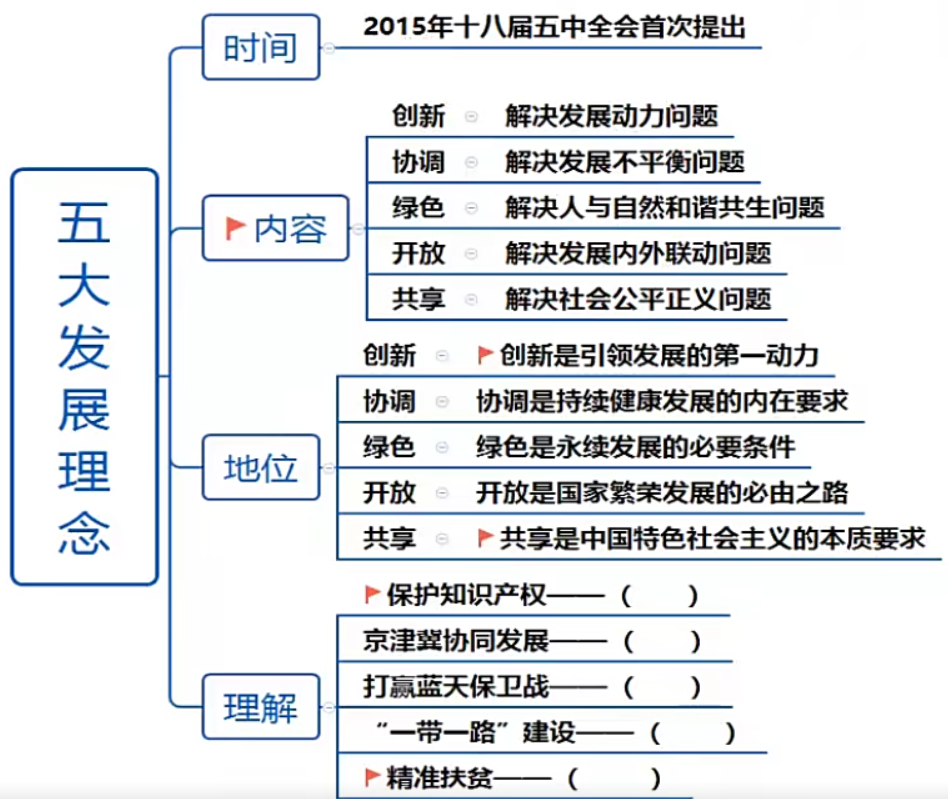 五大发展理念
时间
2015年十八届五中全会首次提出
内容
创新 解决发展动力问题
协调 解决发展不平衡问题
绿色 解决人与自然和谐共生问题
开放 解决发展内外联动问题
共享 解决社会公平正义问题
地位
创新 创新是引领发展的第一动力
协调 协调是持续健康发展的内在要求
绿色 绿色是永续发展的必要条件
开放 开放是国家繁荣发展的必由之路
共享 共享是中国特色社会主义的本质要求
理解
保护知识产权——（　　）
京津冀协同发展——（　　）
打赢蓝天保卫战——（　　）
“一带一路”建设——（　　）
精准扶贫——（　　）